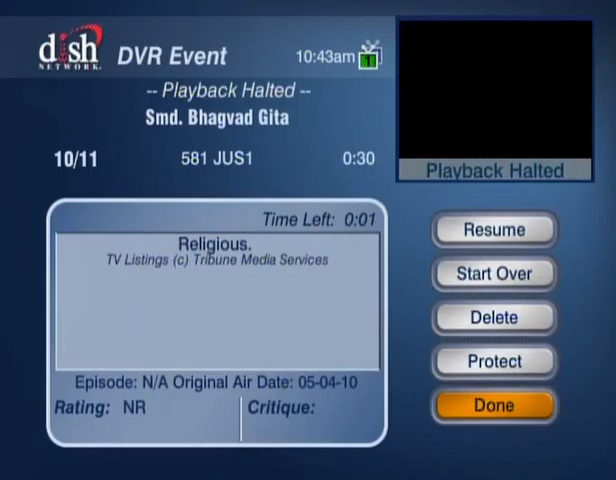 dish
NETWORK
DVR Event
10:43am
1
-- Playback Halted --
Smd. Bhagvad Gita
10/11 581 JUS1 0:30
Playback Halted
Time Left: 0:01
Religious.
TV Listings (c) Tribune Media Services
Episode: N/A Original Air Date: 05-04-10
Rating: NR Critique:
Resume
Start Over
Delete
Protect
Done